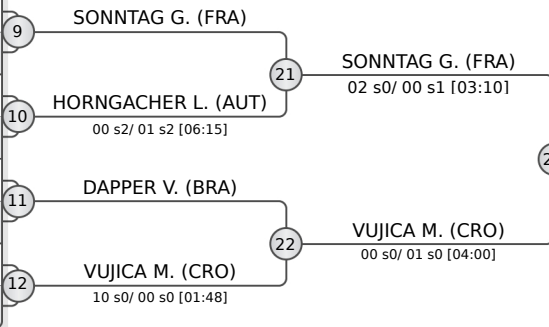 SONNTAG G. (FRA)
9
21
SONNTAG G. (FRA)
02 s0/ 00 s1 [03:10]
HORNGACHER L. (AUT)
10
00 s2/ 01 s2 [06:15]
DAPPER V. (BRA)
11
22
VUJICA M. (CRO)
00 s0/ 01 s0 [04:00]
VUJICA M. (CRO)
12
10 s0/ 00 s0 [01:48]